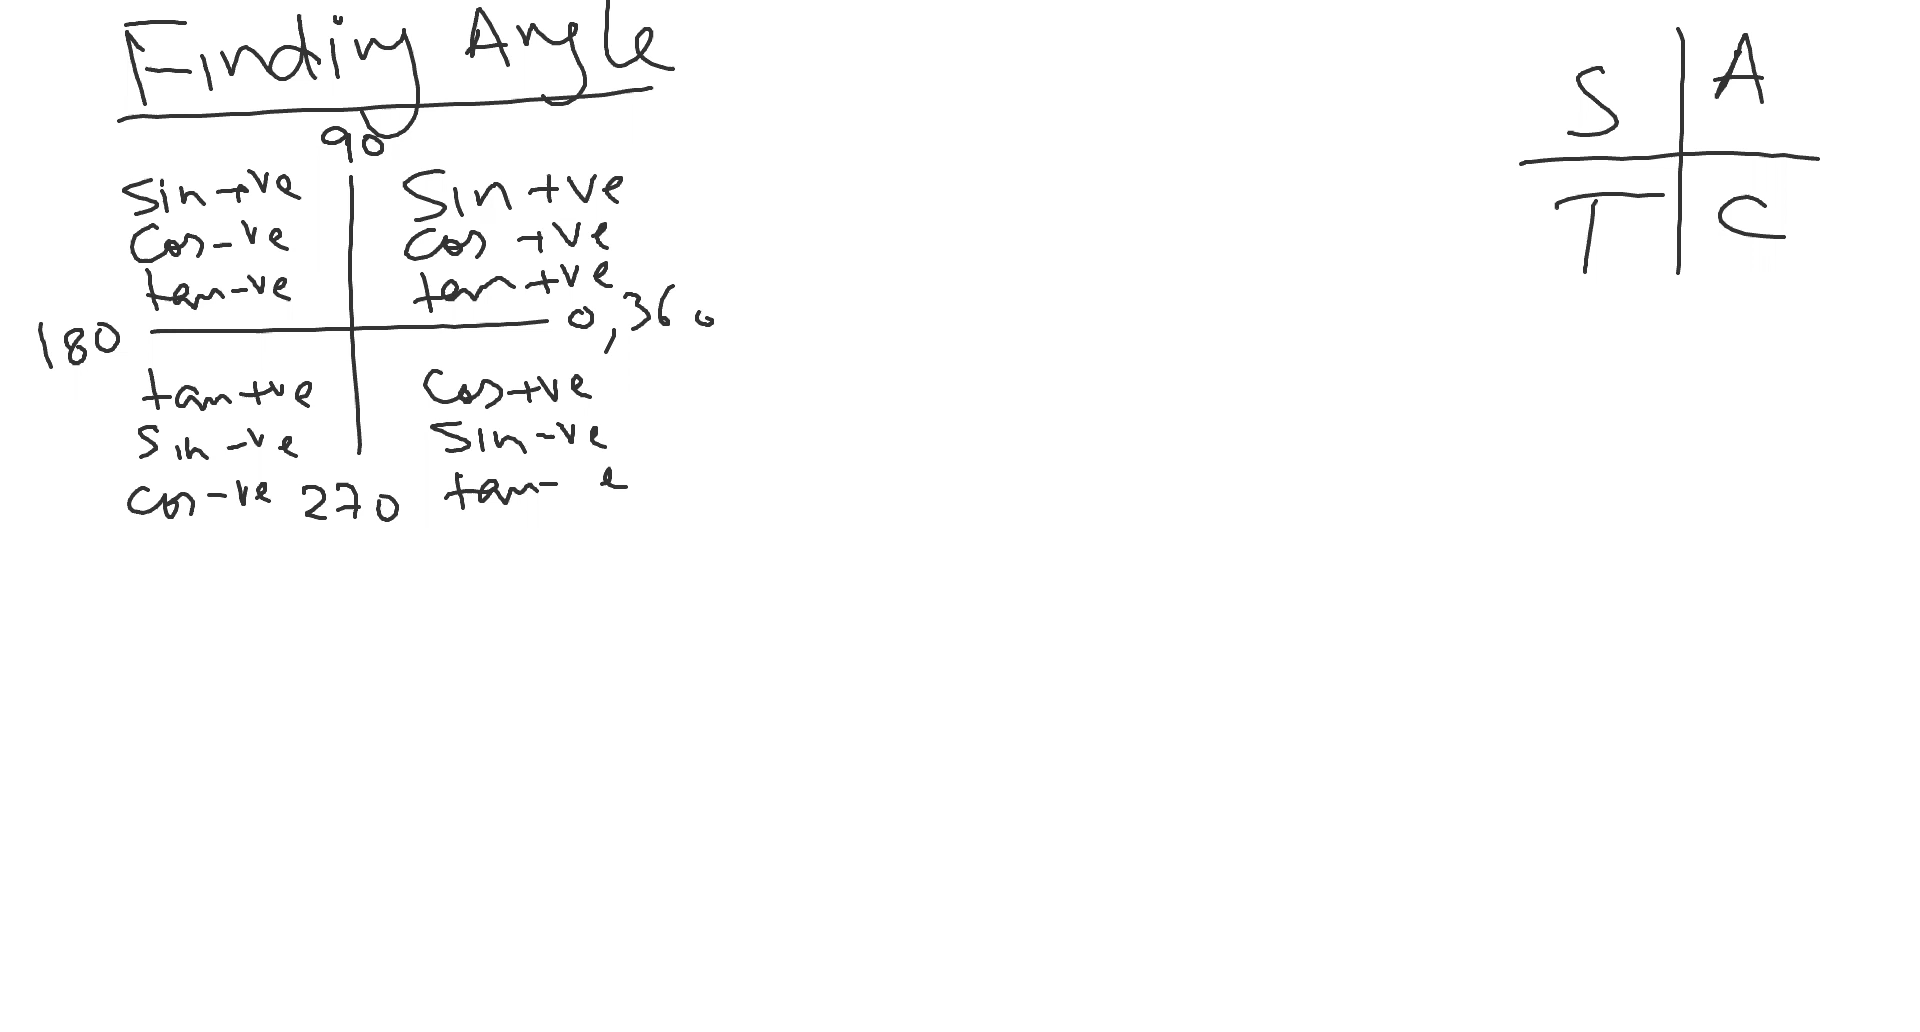 Finding Angle
90
Sin +ve
Cos -ve
tan -ve
Sin +ve
Cos +ve
tan +ve
180
0, 360
tan +ve
Sin -ve
Cos -ve
270
Cos +ve
Sin -ve
tan - e
S
A
T
C